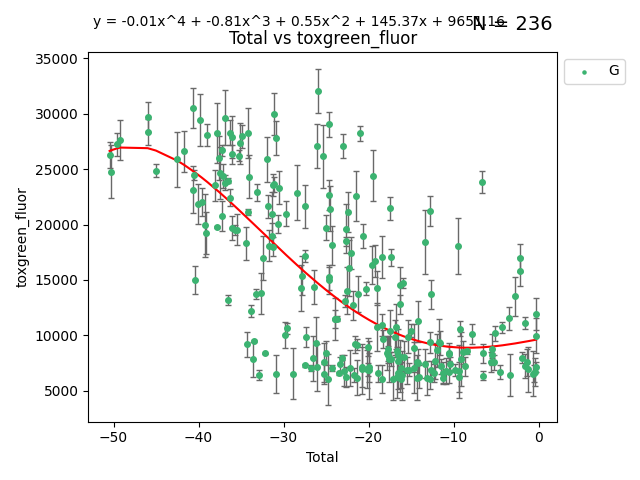 y = -0.01x^4 + -0.81x^3 + 0.55x^2 + 145.37x +
N = 236
Total vs toxgreen_fluor
G
35000
30000
25000
20000
15000
10000
5000
toxgreen_fluor
−50
−40
−30
−20
−10
0
Total